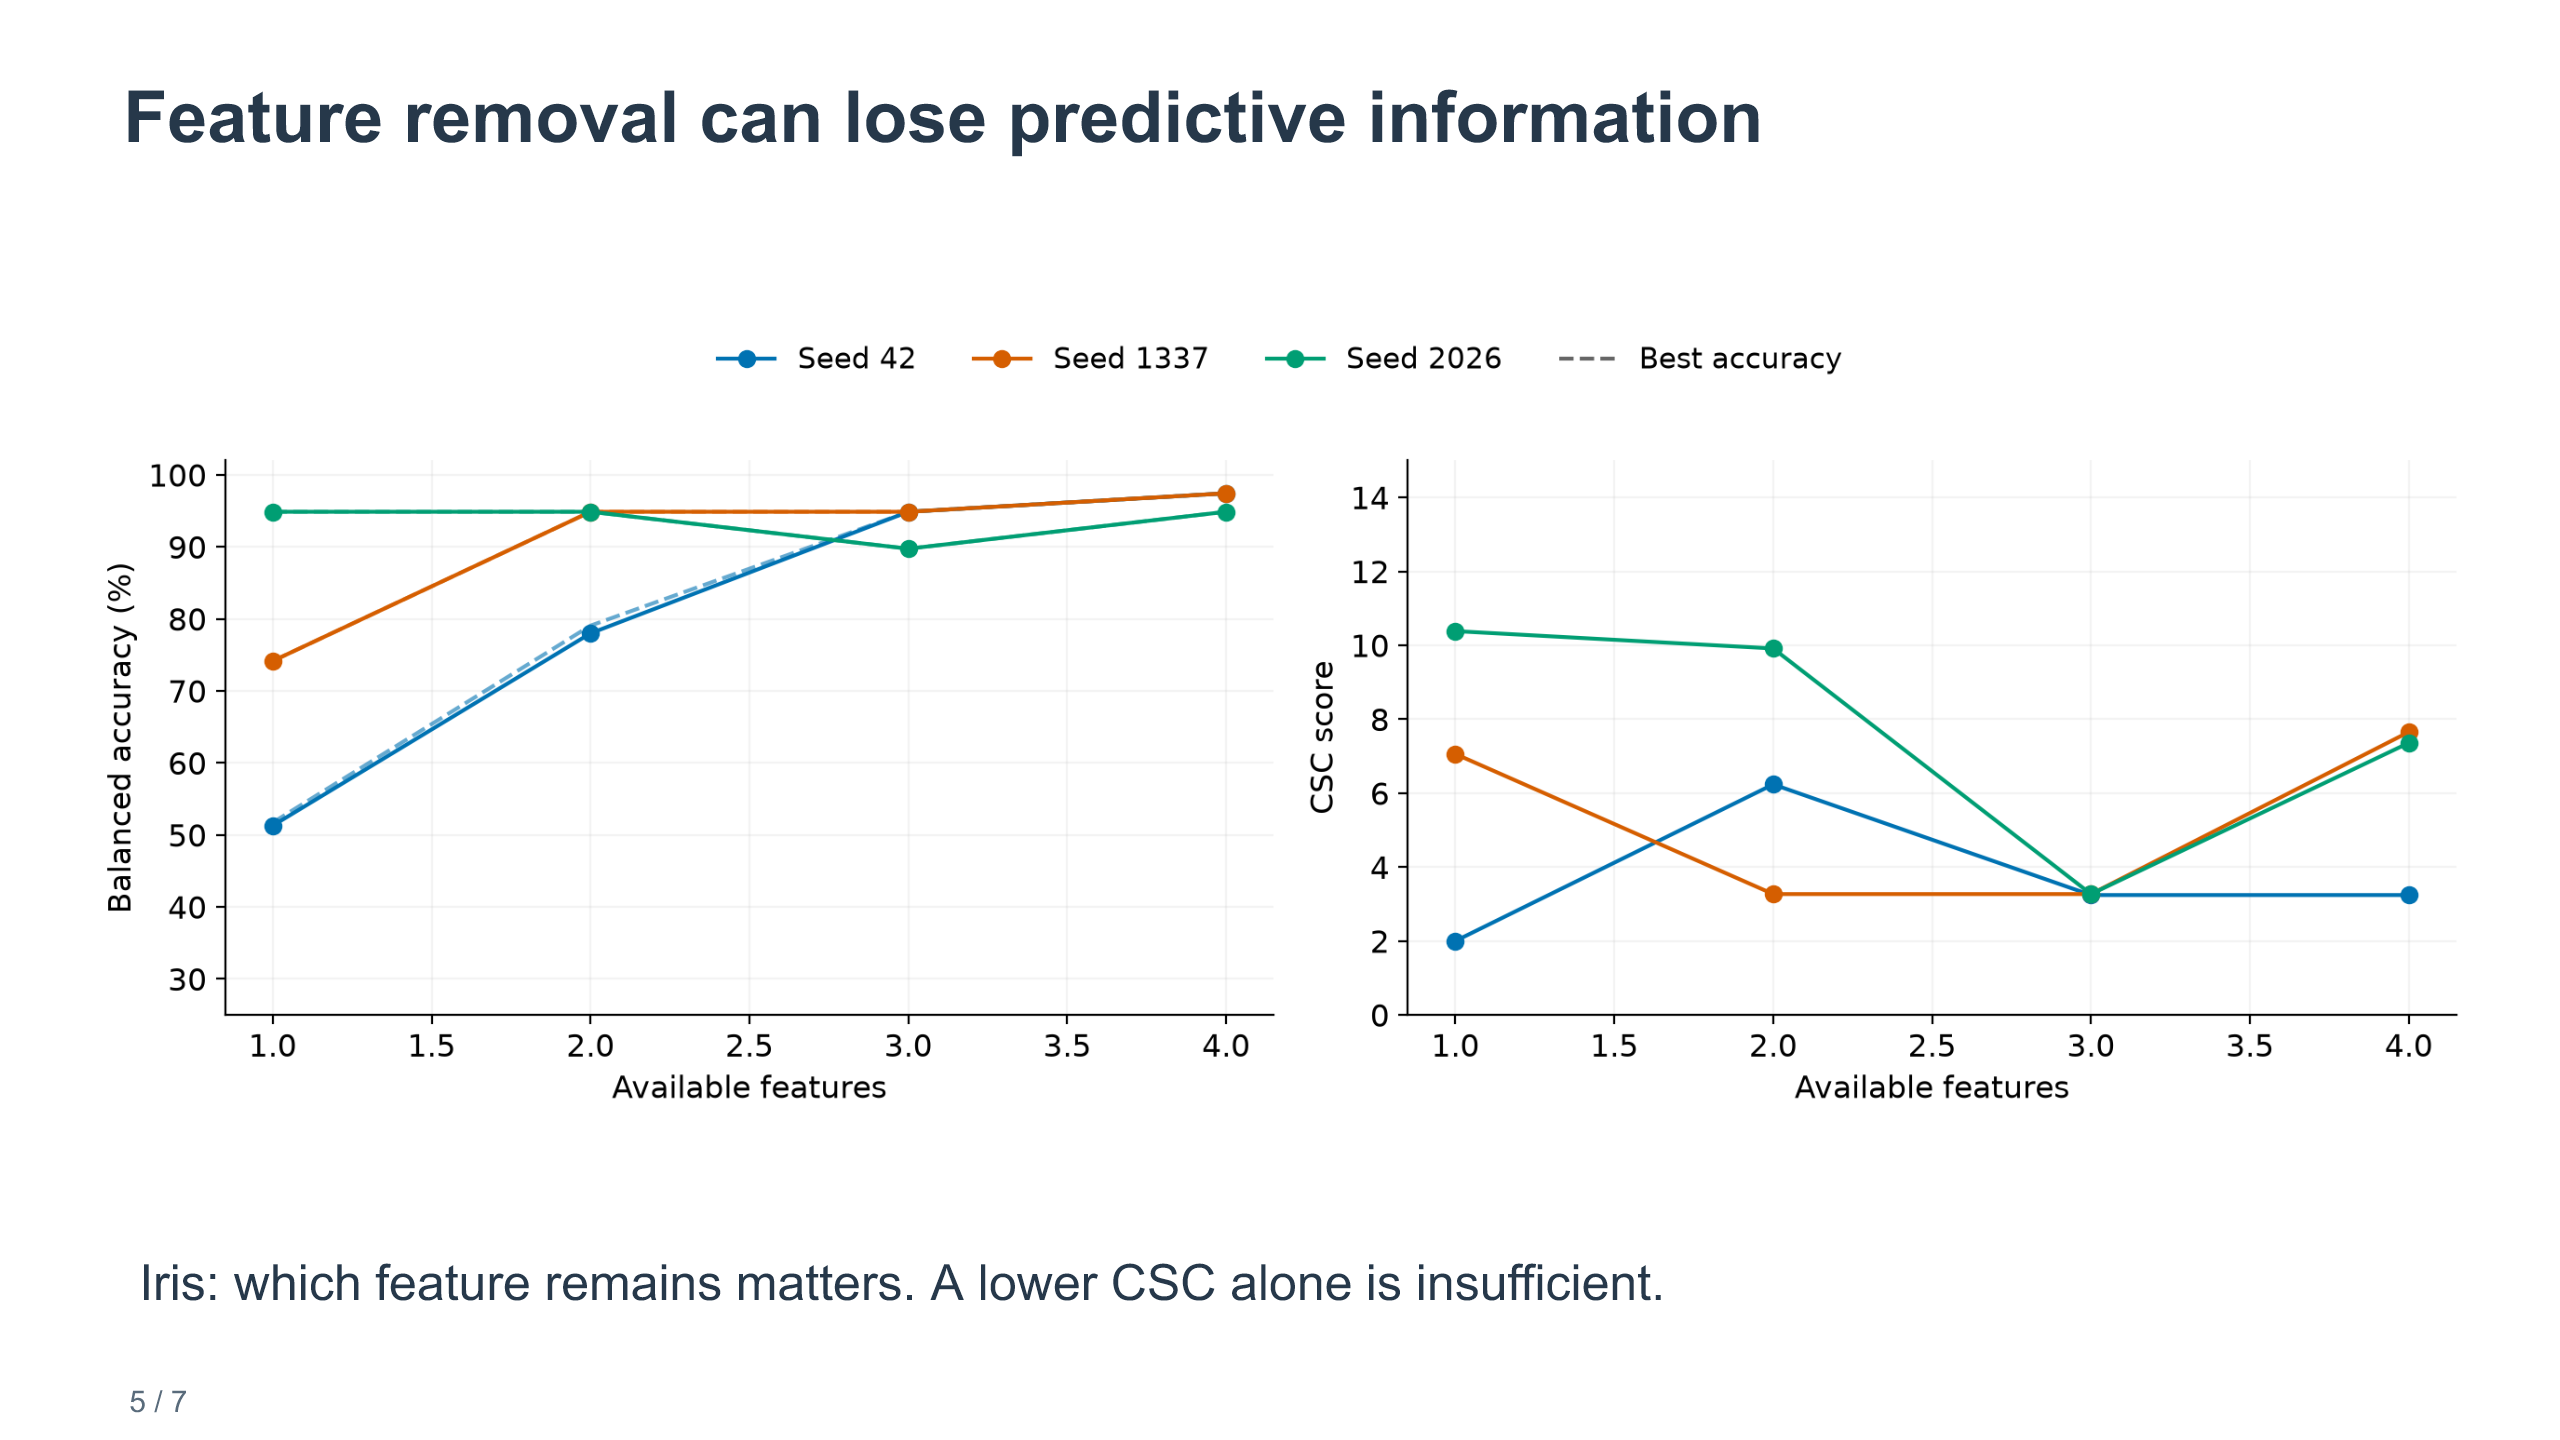 Feature removal can lose predictive information
Seed 42
Seed 1337
Seed 2026
Best accuracy
Balanced accuracy (%)
100
90
80
70
60
50
40
30
1.0
1.5
2.0
2.5
3.0
3.5
4.0
Available features
CSC score
14
12
10
8
6
4
2
0
1.0
1.5
2.0
2.5
3.0
3.5
4.0
Available features
Iris: which feature remains matters. A lower CSC alone is insufficient.
5 / 7